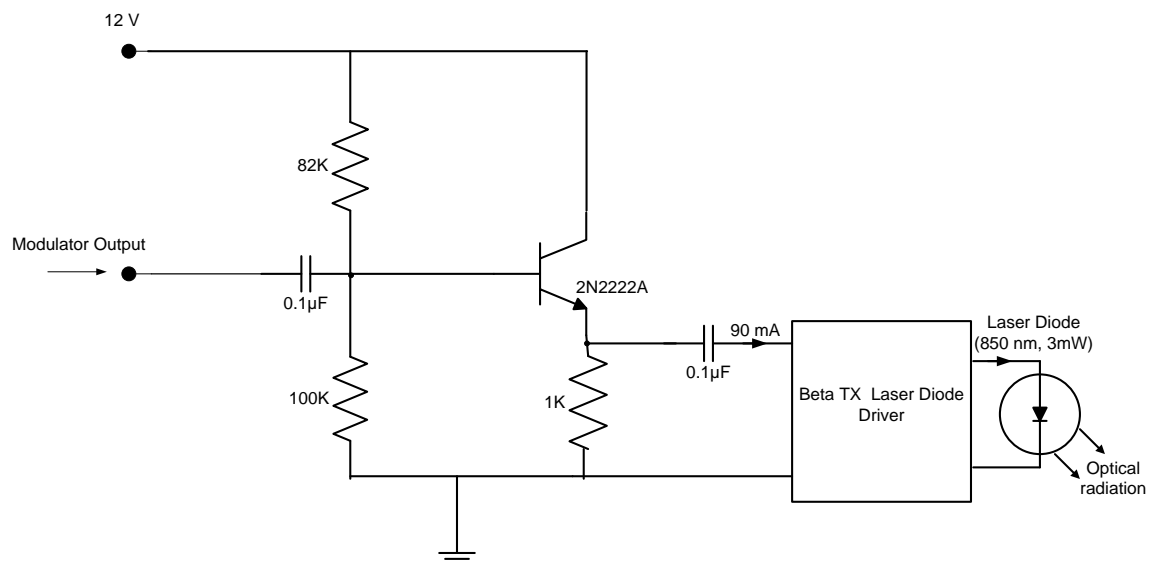 12 V
82K
Modulator Output
0.1µF
2N2222A
90 mA
0.1µF
Laser Diode
(850 nm, 3mW)
100K
1K
Beta TX Laser Diode
Driver
Optical
radiation